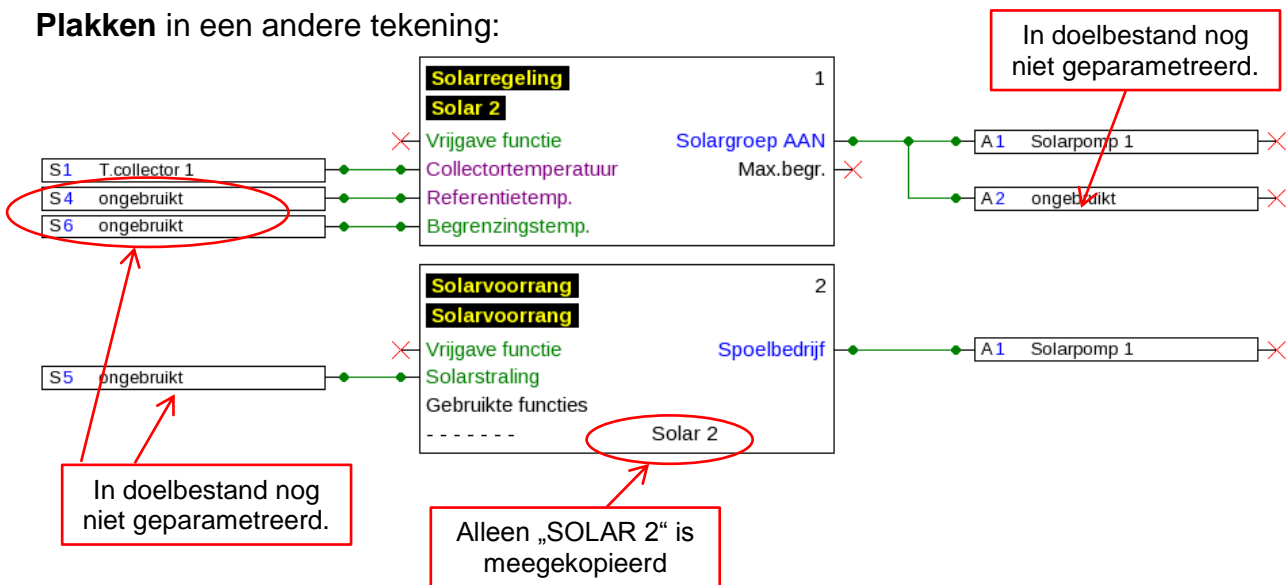 Plakken in een andere tekening:
In doelbestand nog
niet geparametreerd.
Solarregeling 1
Solar 2
Vrijgave functie Solargroep AAN
Collectortemperatuur Max.begr.
Referentietemp.
Begrenzingstemp.
S1 T.collector 1
S4 ongebruikt
S6 ongebruikt
A1 Solarpomp 1
A2 ongebruikt
Solarvoorrang 2
Solarvoorrang
Vrijgave functie Spoelbedrijf
Solarstraling
Gebruikte functies
- - - - - - - Solar 2
S5 ongebruikt
A1 Solarpomp 1
In doelbestand nog
niet geparametreerd.
Alleen „SOLAR 2“ is
meegekopieerd